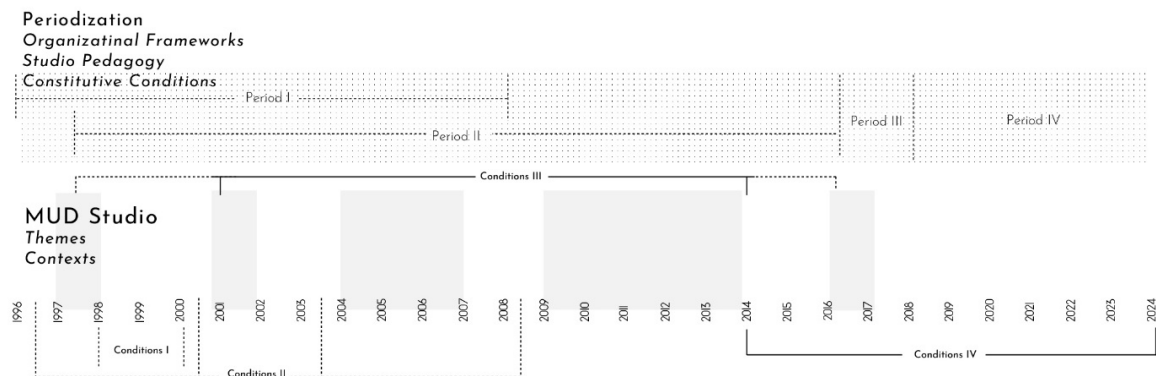 Periodization
Organizatinal Frameworks
Studio Pedagogy
Constitutive Conditions
Period I
Period II
Period III
Period IV
Conditions III
MUD Studio
Themes
Contexts
1996 1997 1998 1999 2000 2001 2002 2003 2004 2005 2006 2007 2008 2009 2010 2011 2012 2013 2014 2015 2016 2007 2018 2019 2020 2021 2022 2023 2024
Conditions I
Conditions IV
Conditions II